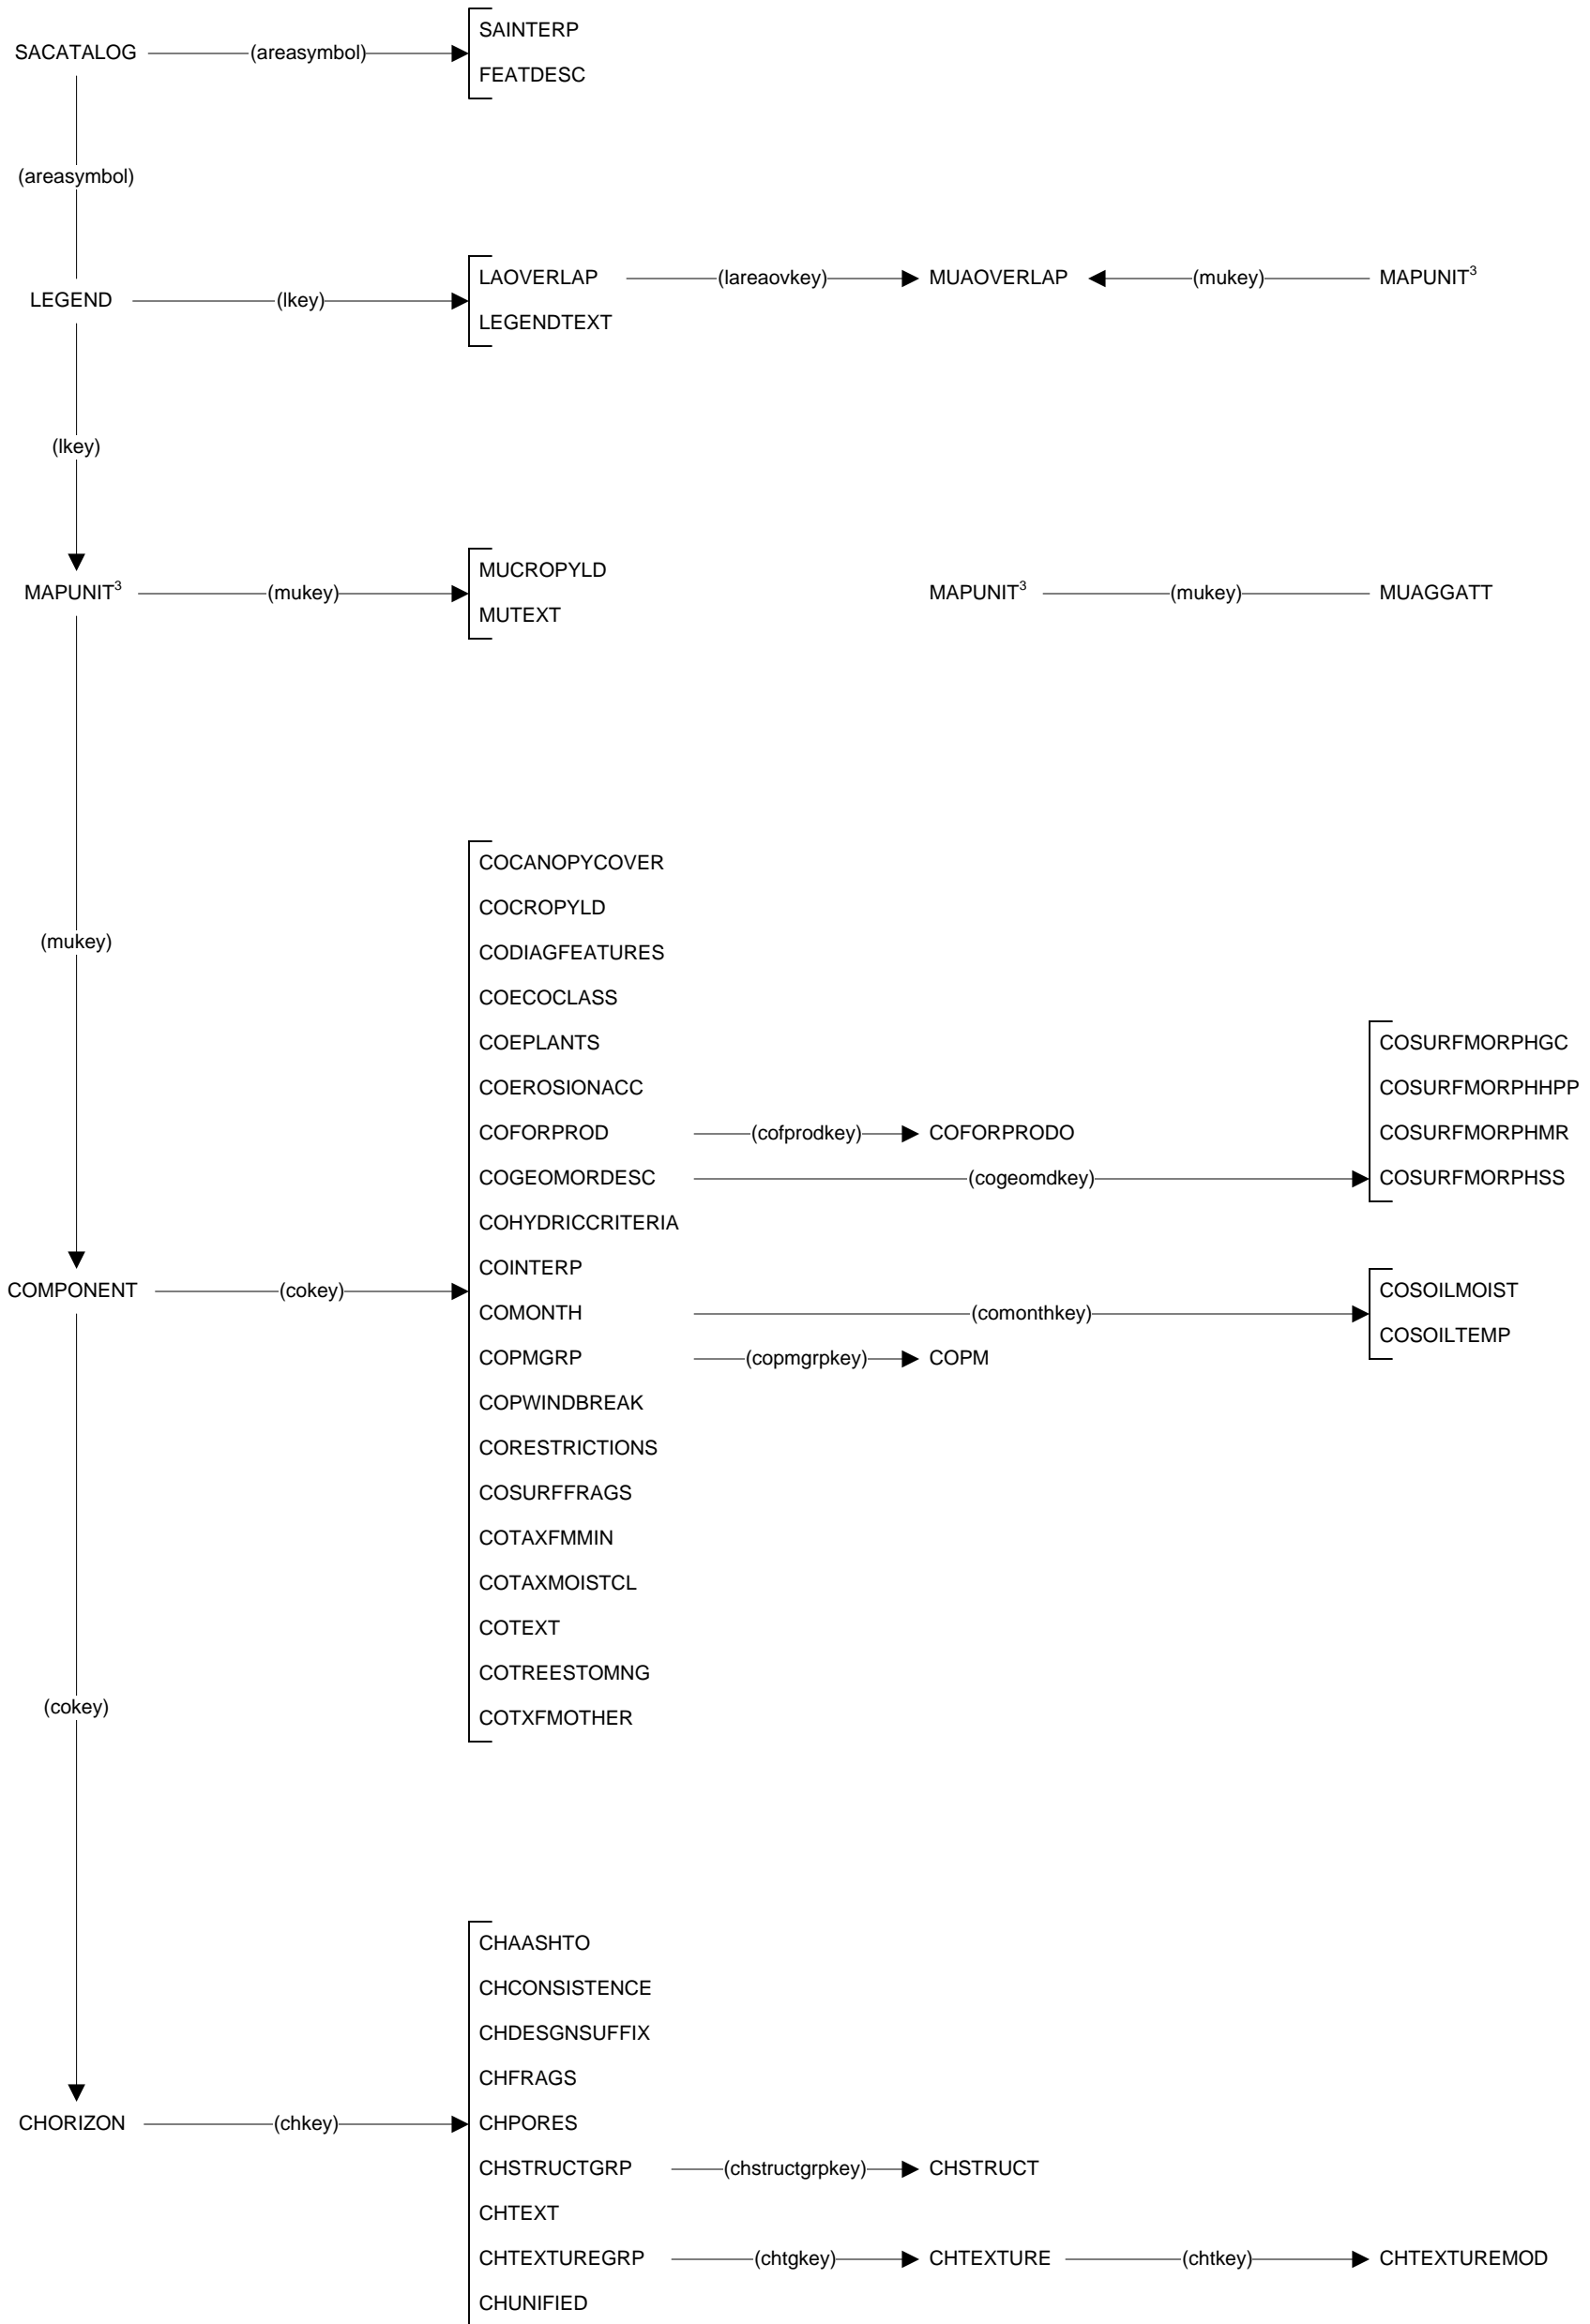 SAINTERP
SACATALOG (areasymbol)
FEATDESC
(areasymbol)
LAOVERLAP (lareaovkey) MUAOVERLAP (mukey) MAPUNIT³
LEGEND (lkey)
LEGENDTEXT
(lkey)
MUCROPYLD
MAPUNIT³ (mukey) MAPUNIT³ (mukey) MUAGGATT
MUTEXT
COCANOPYCOVER
COCROPYLD
(mukey)
CODIAGFEATURES
COECOCLASS
COEPLANTS COSURFMORPHGC
COEROSIONACC COSURFMORPHHPP
COFORPROD (cofprodkey) COFORPRODO COSURFMORPHMR
COGEOMORDESC (cogeomdkey) COSURFMORPHSS
COHYDRICCRITERIA
COINTERP
COMPONENT (cokey) COSOILMOIST
COMONTH (comonthkey)
COSOILTEMP
COPMGRP (copmgrpkey) COPM
COPWINDBREAK
CORESTRICTIONS
COSURFFRAGS
COTAXFMMIN
COTAXMOISTCL
COTEXT
COTREESTOMNG
(cokey)
COTXFMOTHER
CHAASHTO
CHCONSISTENCE
CHDESGNSUFFIX
CHFRAGS
CHORIZON (chkey) CHPORES
CHSTRUCTGRP (chstructgrpkey) CHSTRUCT
CHTEXT
CHTEXTUREGRP (chtgkey) CHTEXTURE (chtkey) CHTEXTUREMOD
CHUNIFIED